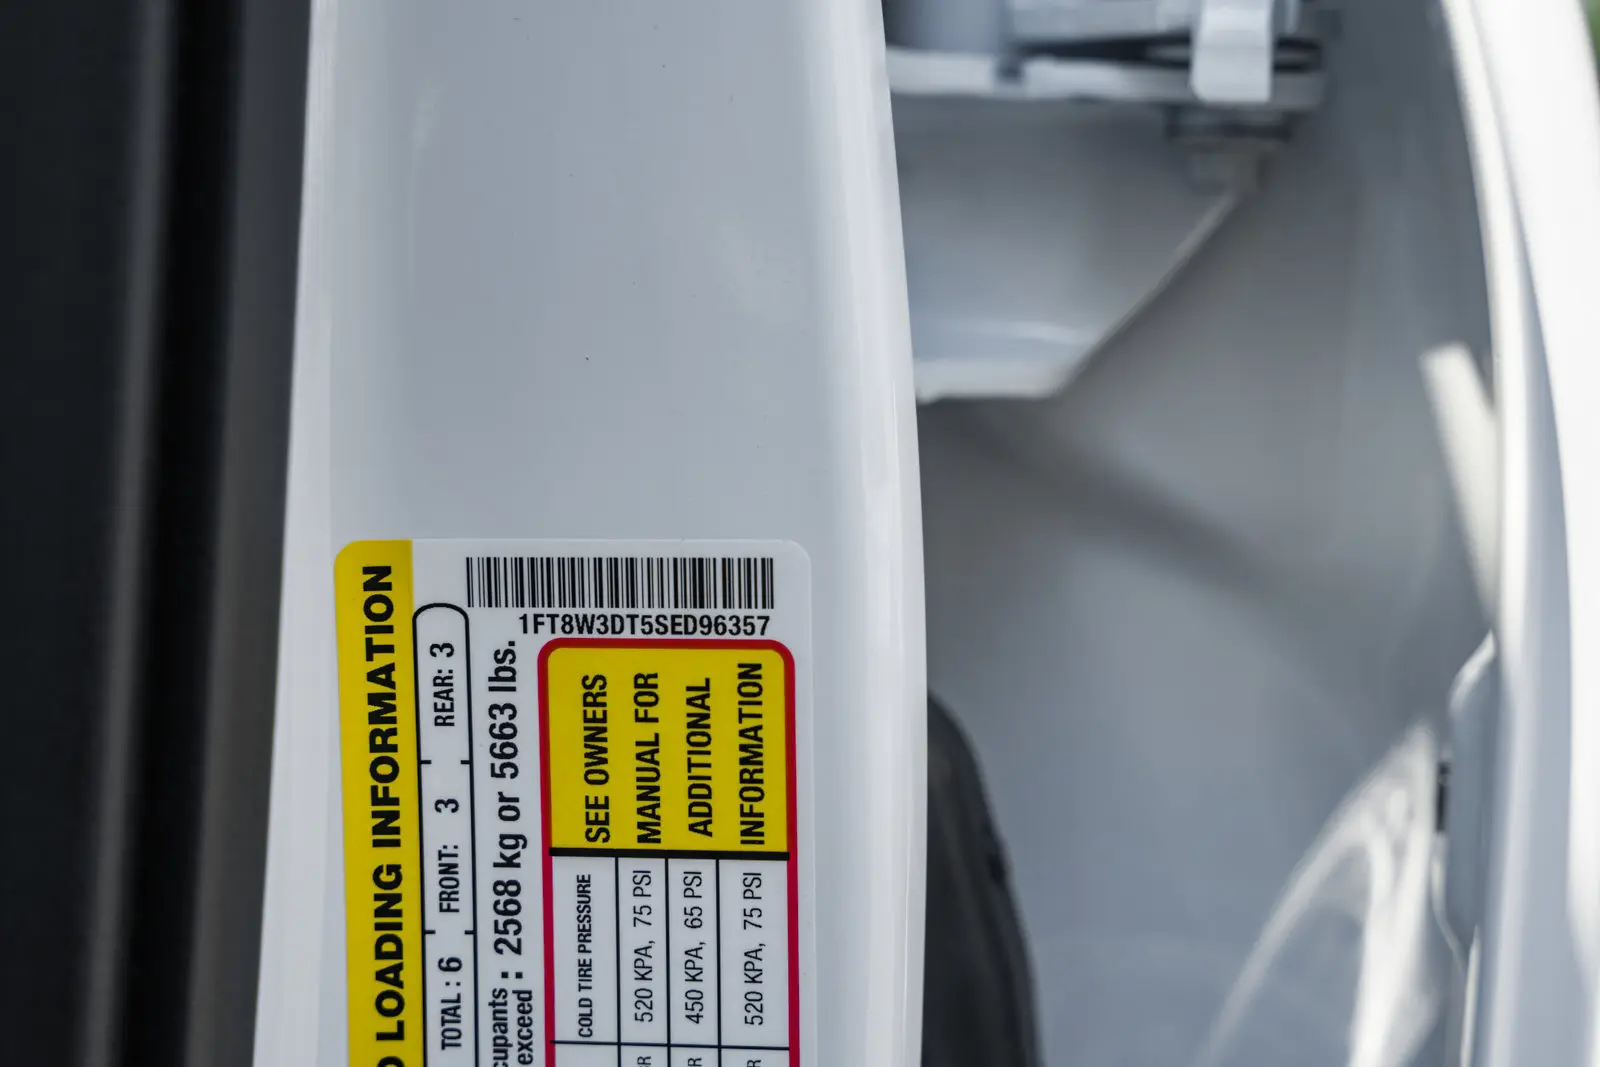 1FT8W3DT5SED96357
LOADING INFORMATION
TOTAL : 6 FRONT: 3 REAR: 3
: 2568 kg or 5663 lbs.
exceed
SEE OWNERS
MANUAL FOR
ADDITIONAL
INFORMATION
COLD TIRE PRESSURE
520 KPA, 75 PSI
450 KPA, 65 PSI
520 KPA, 75 PSI